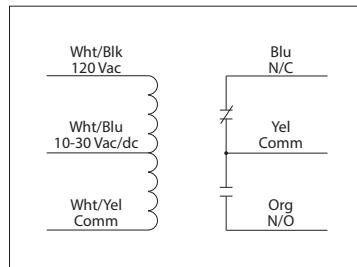 Wht/Blk
120 Vac
Wht/Blu
10-30 Vac/dc
Wht/Yel
Comm
Blu
N/C
Yel
Comm
Org
N/O